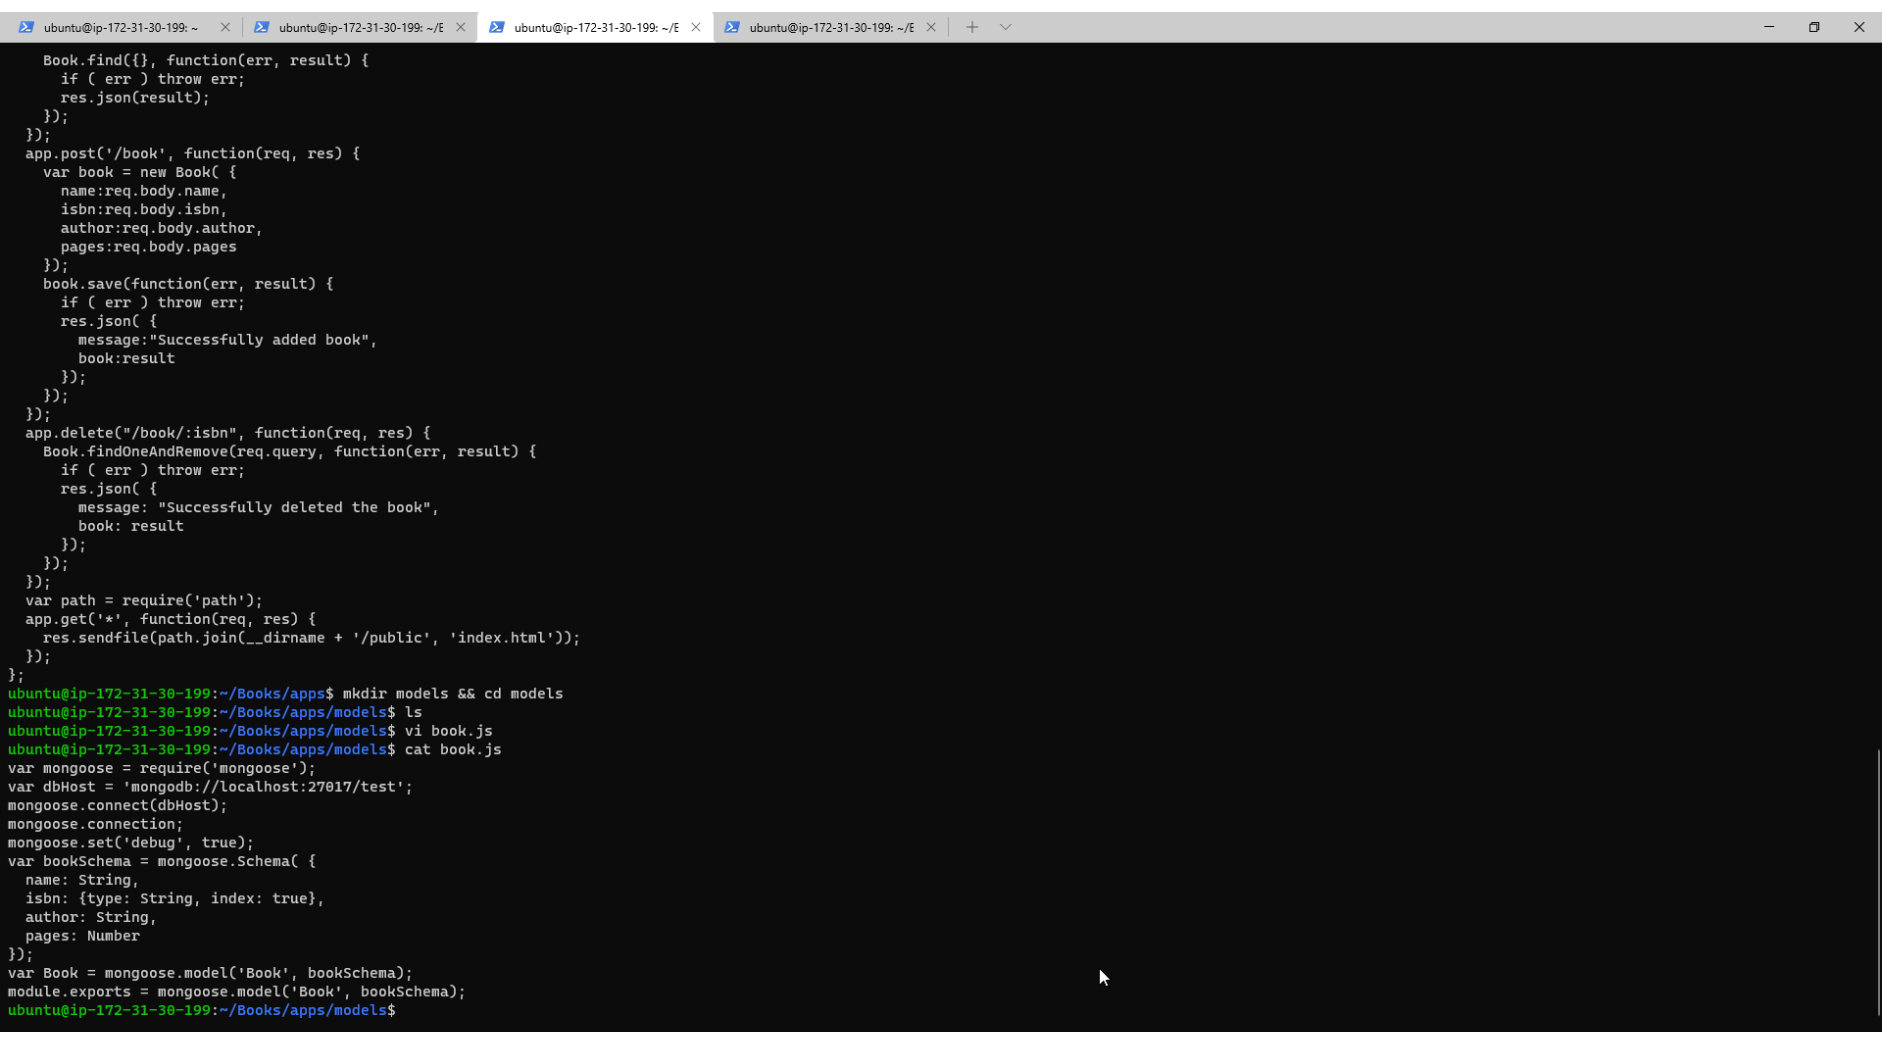 ubuntu@ip-172-31-30-199: ~
ubuntu@ip-172-31-30-199: ~/E
ubuntu@ip-172-31-30-199: ~/E
ubuntu@ip-172-31-30-199: ~/E
    Book.find({}, function(err, result) {
      if ( err ) throw err;
      res.json(result);
    });
  });
  app.post('/book', function(req, res) {
    var book = new Book( {
      name:req.body.name,
      isbn:req.body.isbn,
      author:req.body.author,
      pages:req.body.pages
    });
    book.save(function(err, result) {
      if ( err ) throw err;
      res.json( {
        message:"Successfully added book",
        book:result
      });
    });
  });
  app.delete("/book/:isbn", function(req, res) {
    Book.findOneAndRemove(req.query, function(err, result) {
      if ( err ) throw err;
      res.json( {
        message: "Successfully deleted the book",
        book: result
      });
    });
  });
  var path = require('path');
  app.get('*', function(req, res) {
    res.sendfile(path.join(__dirname + '/public', 'index.html'));
  });
};
ubuntu@ip-172-31-30-199:~/Books/apps$ mkdir models && cd models
ubuntu@ip-172-31-30-199:~/Books/apps/models$ ls
ubuntu@ip-172-31-30-199:~/Books/apps/models$ vi book.js
ubuntu@ip-172-31-30-199:~/Books/apps/models$ cat book.js
var mongoose = require('mongoose');
var dbHost = 'mongodb://localhost:27017/test';
mongoose.connect(dbHost);
mongoose.connection;
mongoose.set('debug', true);
var bookSchema = mongoose.Schema( {
  name: String,
  isbn: {type: String, index: true},
  author: String,
  pages: Number
});
var Book = mongoose.model('Book', bookSchema);
module.exports = mongoose.model('Book', bookSchema);
ubuntu@ip-172-31-30-199:~/Books/apps/models$